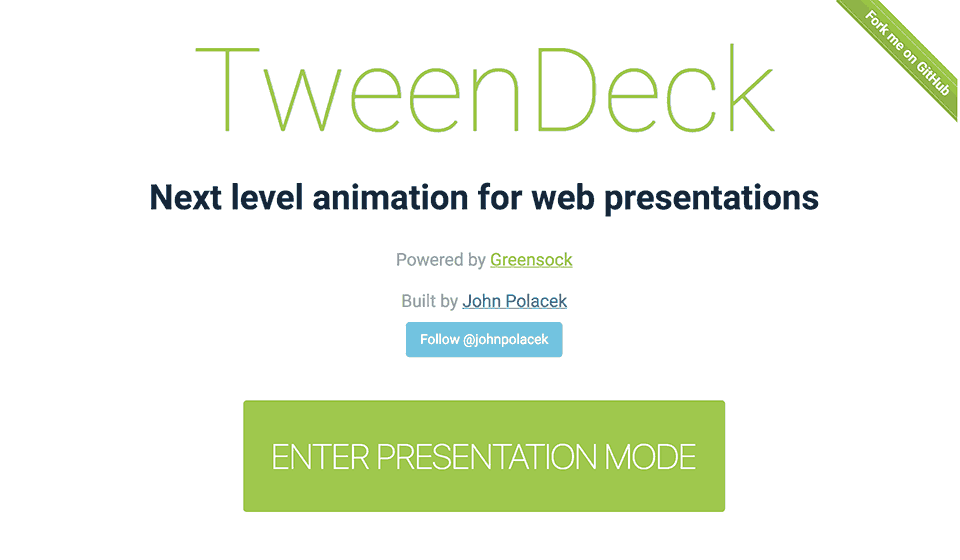 TweenDeck
Fork me on GitHub
Next level animation for web presentations
Powered by Greensock
Built by John Polacek
Follow @johnpolacek
ENTER PRESENTATION MODE